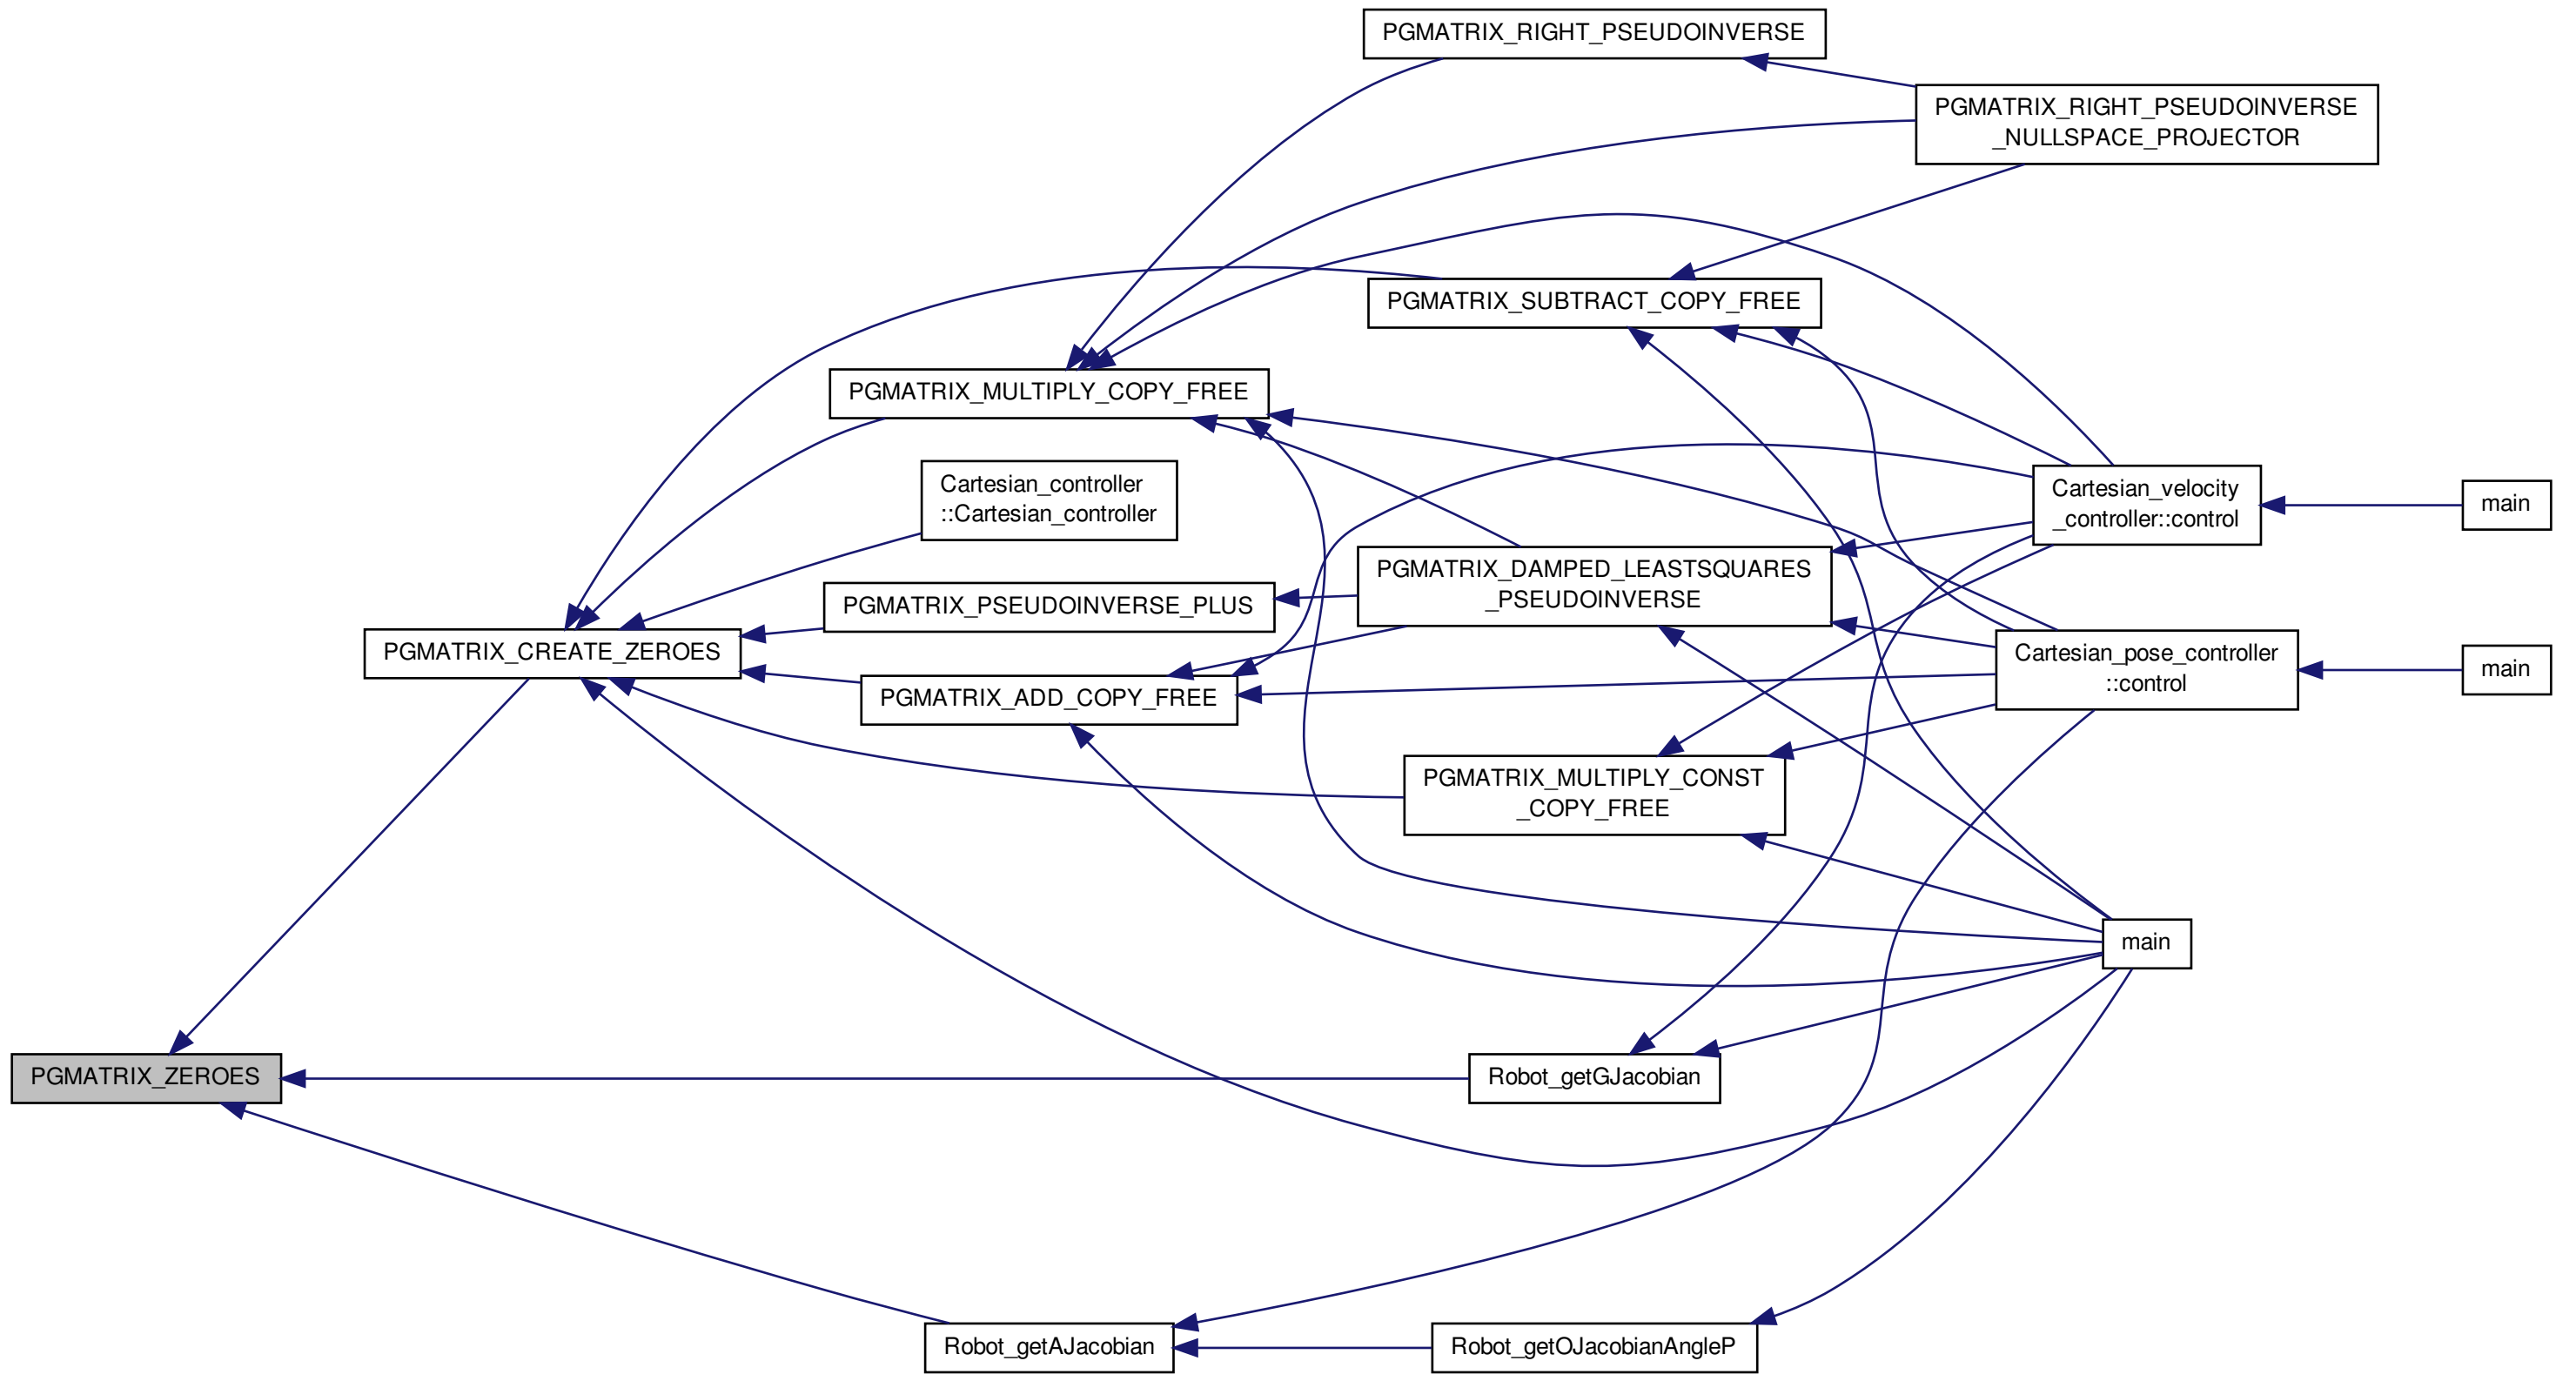 PGMATRIX_RIGHT_PSEUDOINVERSE
PGMATRIX_RIGHT_PSEUDOINVERSE
_NULLSPACE_PROJECTOR
PGMATRIX_SUBTRACT_COPY_FREE
PGMATRIX_MULTIPLY_COPY_FREE
Cartesian_controller
::Cartesian_controller
Cartesian_velocity
_controller::control
main
PGMATRIX_DAMPED_LEASTSQUARES
_PSEUDOINVERSE
PGMATRIX_PSEUDOINVERSE_PLUS
PGMATRIX_CREATE_ZEROES
Cartesian_pose_controller
::control
main
PGMATRIX_ADD_COPY_FREE
PGMATRIX_MULTIPLY_CONST
_COPY_FREE
main
PGMATRIX_ZEROES
Robot_getGJacobian
Robot_getAJacobian
Robot_getOJacobianAngleP